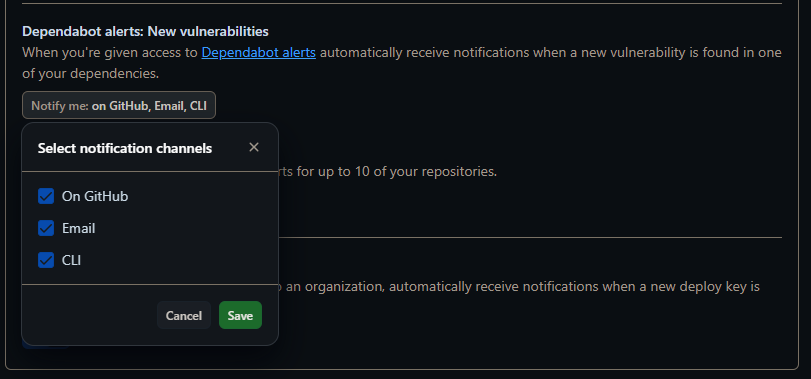 Dependabot alerts: New vulnerabilities
When you're given access to Dependabot alerts automatically receive notifications when a new vulnerability is found in one
of your dependencies.
Notify me: on GitHub, Email, CLI
Select notification channels
for up to 10 of your repositories.
On GitHub
Email
CLI
an organization, automatically receive notifications when a new deploy key is
Cancel
Save